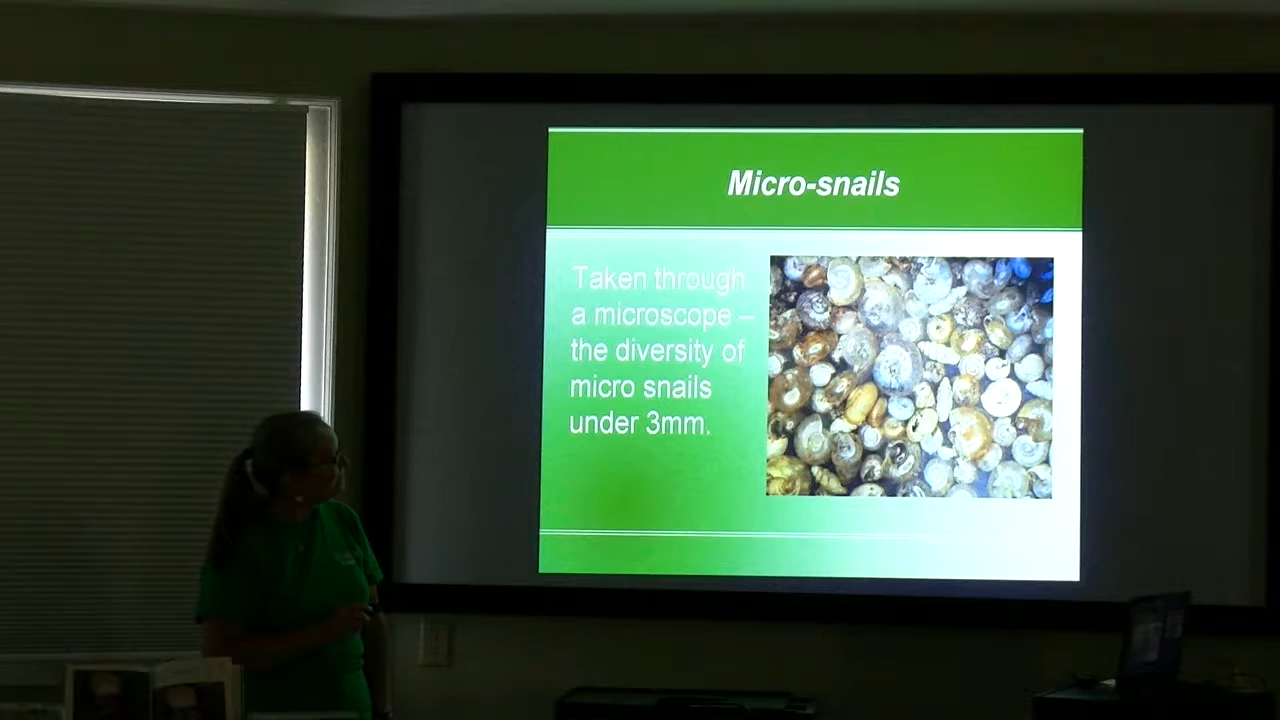 Micro-snails
Taken through
a microscope –
the diversity of
micro snails
under 3mm.